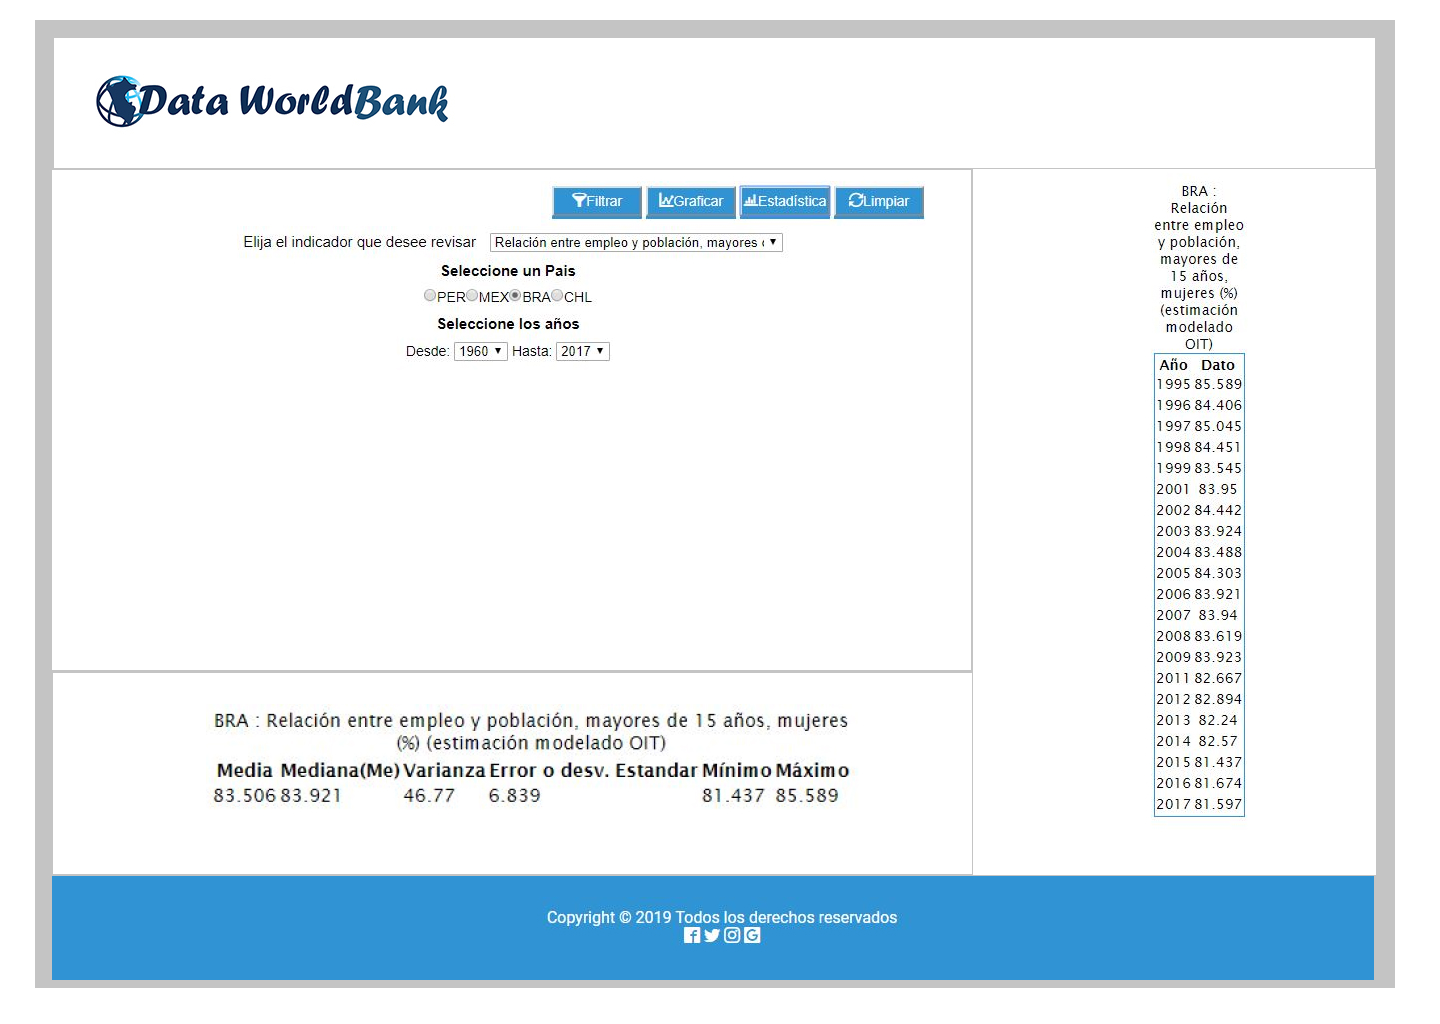 Data WorldBank
Filtrar Graficar Estadística Limpiar
Elija el indicador que desee revisar Relación entre empleo y población, mayores
Seleccione un Pais
PER MEX BRA CHL
Seleccione los años
Desde: 1960 Hasta: 2017
BRA : Relación entre empleo y población, mayores de 15 años, mujeres
(%) (estimación modelado OIT)
Media Mediana(Me) Varianza Error o desv. Estandar Mínimo Máximo
83.506 83.921 46.77 6.839 81.437 85.589
BRA :
Relación
entre empleo
y población,
mayores de
15 años,
mujeres (%)
(estimación
modelado
OIT)
Año Dato
1995 85.589
1996 84.406
1997 85.045
1998 84.451
1999 83.545
2001 83.95
2002 84.442
2003 83.924
2004 83.488
2005 84.303
2006 83.921
2007 83.94
2008 83.619
2009 83.923
2011 82.667
2012 82.894
2013 82.24
2014 82.57
2015 81.437
2016 81.674
2017 81.597
Copyright © 2019 Todos los derechos reservados